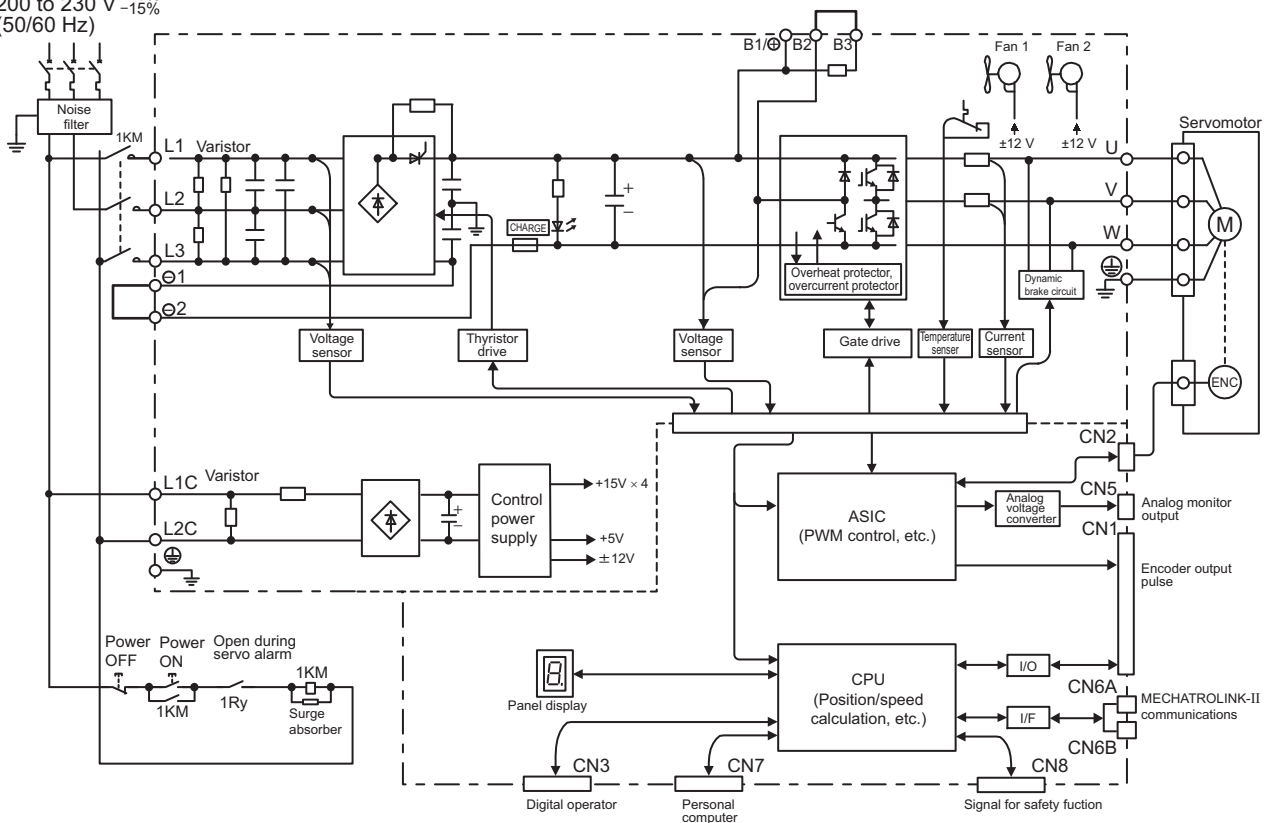 200 to 230 V –15%
(50/60 Hz)
B1/⊕ B2 B3
Fan 1 Fan 2
±12 V ±12 V
Noise
filter
1KM
L1 Varistor
L2
L3
⊖1
⊖2
CHARGE
+
–
Overheat protector,
overcurrent protector
U
V
W
Servomotor
M
ENC
Dynamic
brake circuit
Voltage
sensor
Thyristor
drive
Voltage
sensor
Gate drive
Temperature
senser
Current
sensor
L1C Varistor
L2C
+
–
Control
power
supply
+15V × 4
+5V
±12V
ASIC
(PWM control, etc.)
Analog
voltage
converter
CN2
CN5
Analog monitor
output
CN1
Encoder output
pulse
Power
OFF
Power
ON
Open during
servo alarm
1KM
1Ry
1KM
Surge
absorber
8.
Panel display
CPU
(Position/speed
calculation, etc.)
I/O
I/F
CN6A
MECHATROLINK-II
communications
CN6B
CN3
Digital operator
CN7
Personal
computer
CN8
Signal for safety fuction